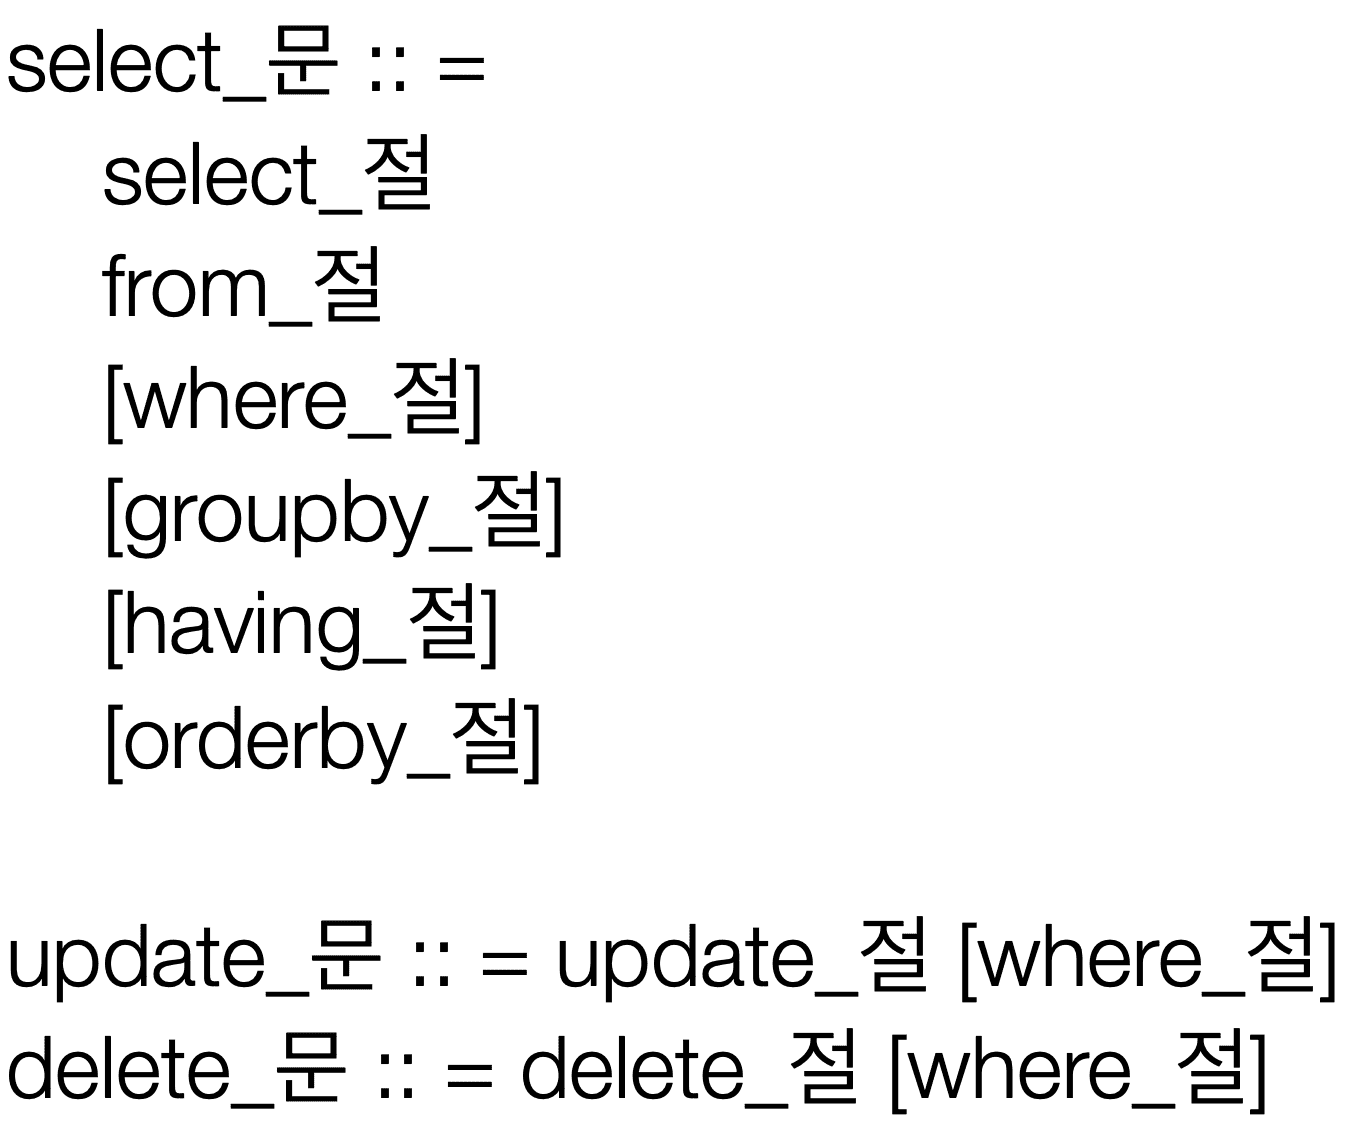 select_문 :: =
select_절
from_절
[where_절]
[groupby_절]
[having_절]
[orderby_절]
update_문 :: = update_절 [where_절]
delete_문 :: = delete_절 [where_절]